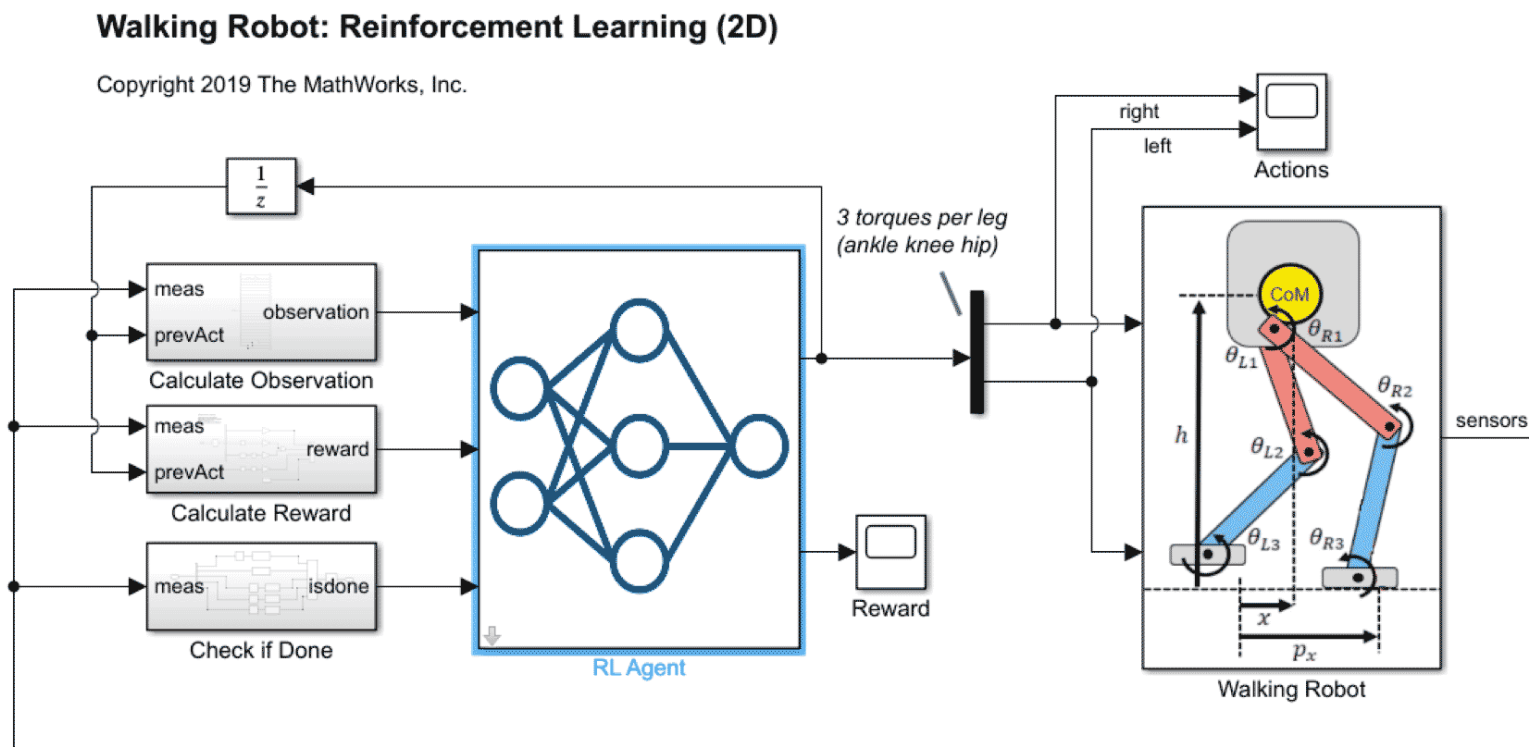 Walking Robot: Reinforcement Learning (2D)
Copyright 2019 The MathWorks, Inc.
right
left
Actions
1
z
3 torques per leg
(ankle knee hip)
meas
prevAct
observation
Calculate Observation
meas
prevAct
reward
Calculate Reward
meas
isdone
Check if Done
RL Agent
Reward
CoM
θR1
θL1
θR2
h
θL2
θL3
θR3
x
px
Walking Robot
sensors